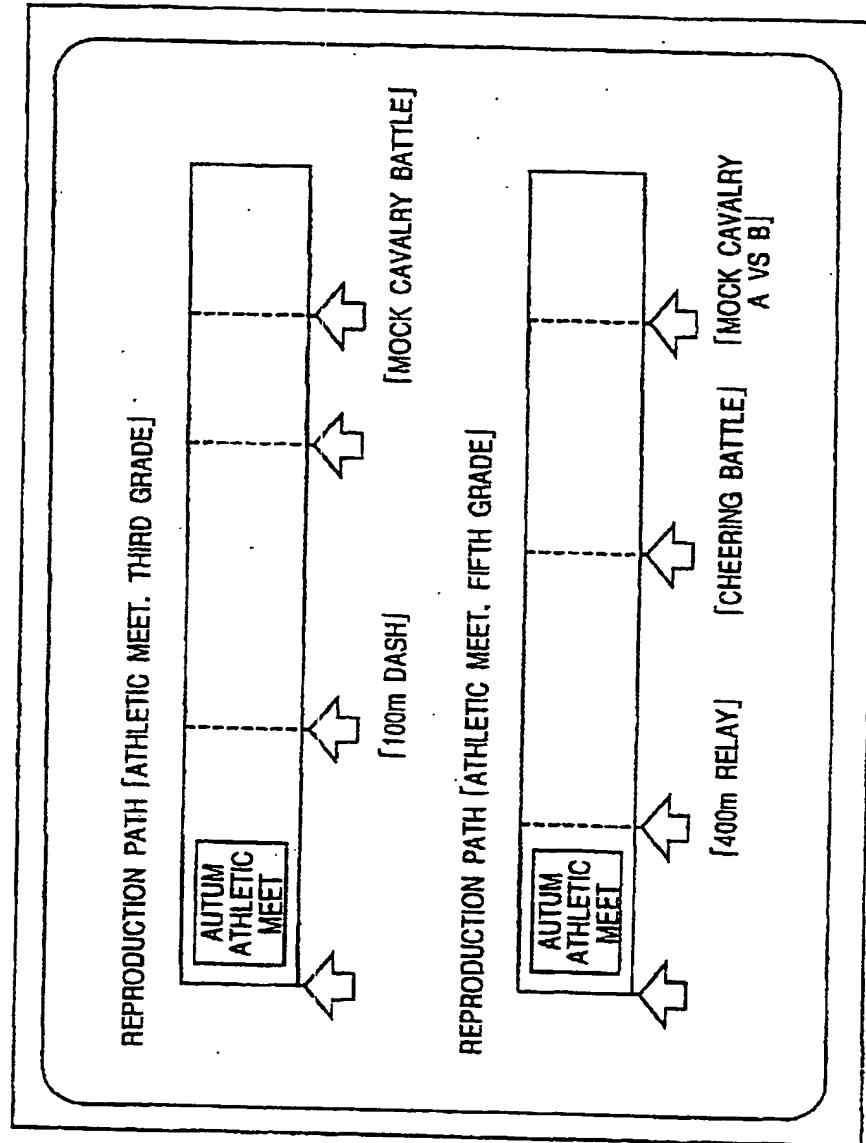 REPRODUCTION PATH ｢ATHLETIC MEET. THIRD GRADE｣
AUTUM
ATHLETIC
MEET
｢100m DASH｣
｢MOCK CAVALRY BATTLE｣
REPRODUCTION PATH ｢ATHLETIC MEET. FIFTH GRADE｣
AUTUM
ATHLETIC
MEET
｢400m RELAY｣
｢CHEERING BATTLE｣
｢MOCK CAVALRY
A VS B｣